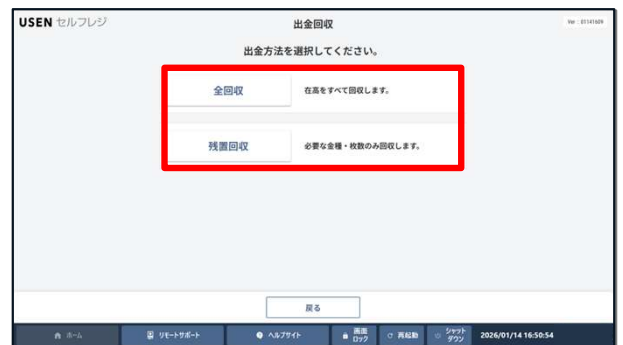 USEN セルフレジ
出金回収
Ver : 01141609
出金方法を選択してください。
全回収
在高をすべて回収します。
残置回収
必要な金種・枚数のみ回収します。
戻る
ホーム
リモートサポート
ヘルプサイト
画面
ロック
再起動
シャット
ダウン
2026/01/14 16:50:54